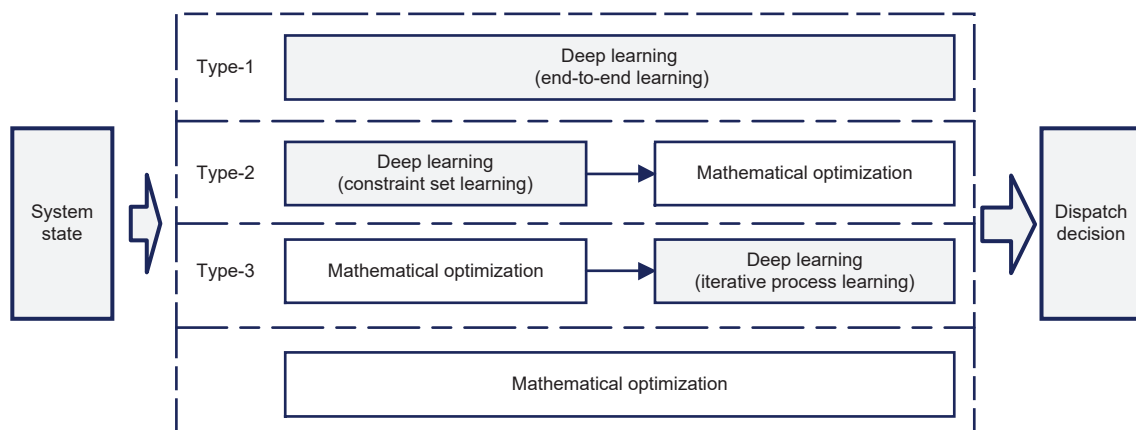 System
state
Type-1
Deep learning
(end-to-end learning)
Type-2
Deep learning
(constraint set learning)
Mathematical optimization
Type-3
Mathematical optimization
Deep learning
(iterative process learning)
Mathematical optimization
Dispatch
decision